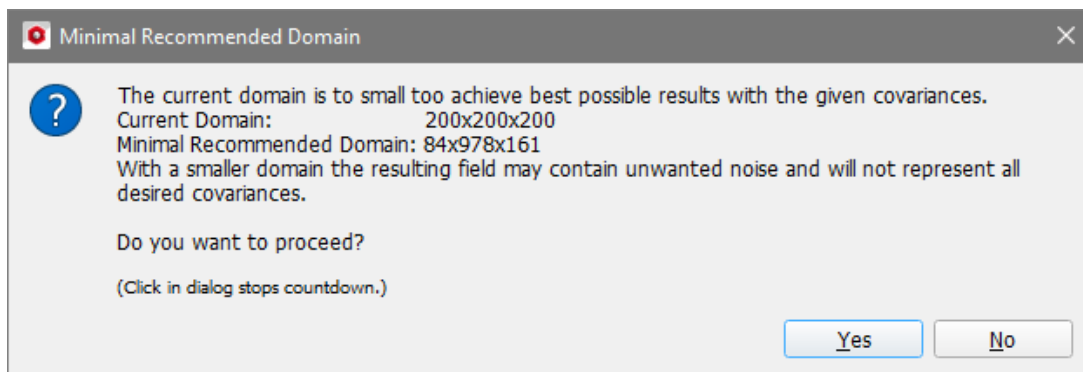 Minimal Recommended Domain
The current domain is to small too achieve best possible results with the given covariances.
Current Domain: 200x200x200
Minimal Recommended Domain: 84x978x161
With a smaller domain the resulting field may contain unwanted noise and will not represent all
desired covariances.
Do you want to proceed?
(Click in dialog stops countdown.)
Yes No